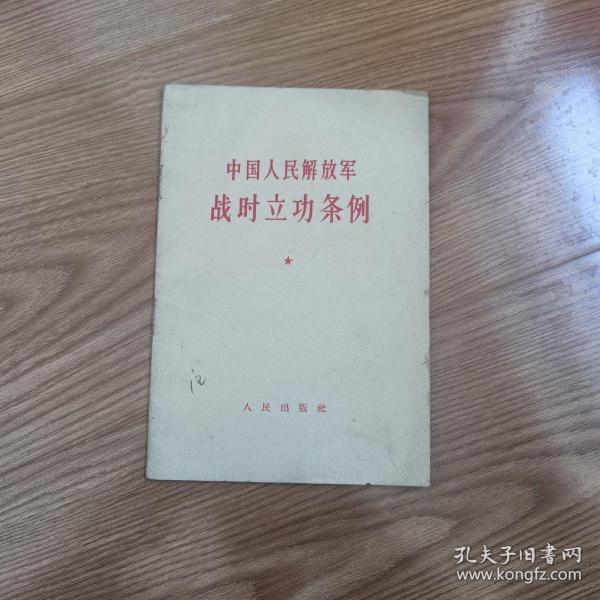 中国人民解放军
战时立功条例
★
人民出版社
孔夫子旧书网
www.kongfz.com